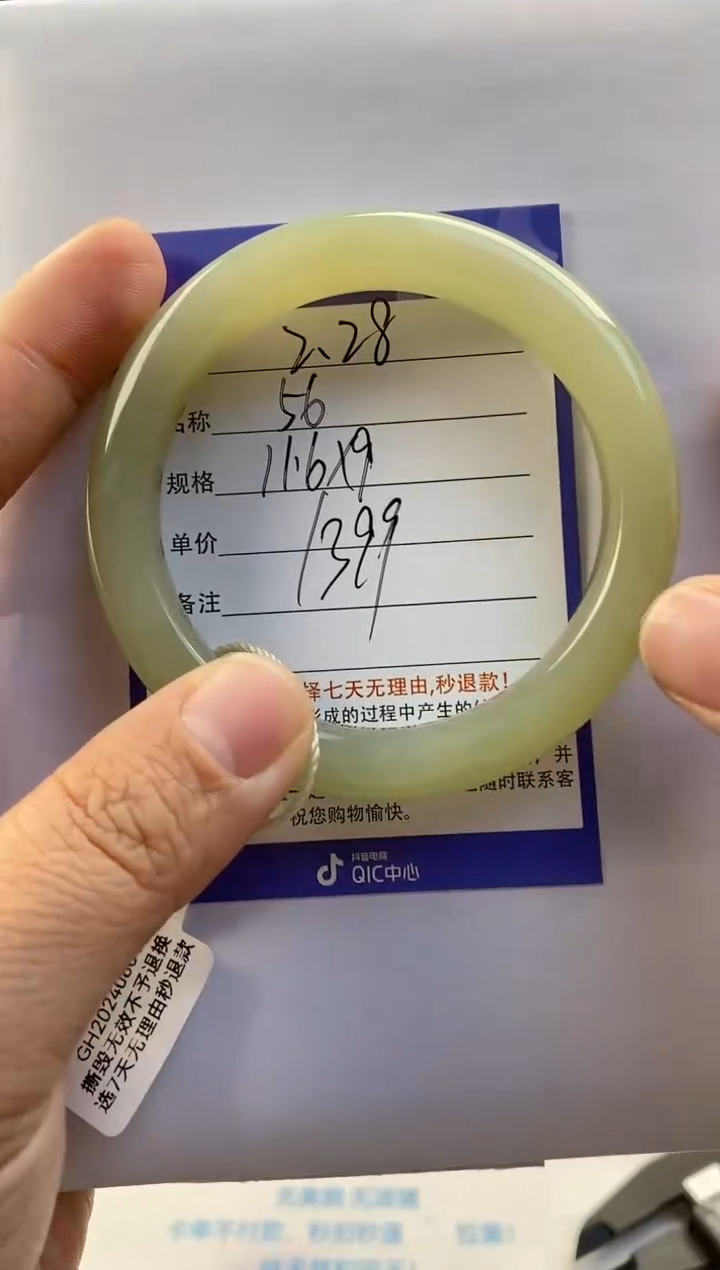 2.28
名称 56
规格 11.6x9
单价 1399
备注
择七天无理由,秒退款!
形成的过程中产生的
,并
随时联系客
祝您购物愉快。
抖音电商
QIC中心
GH20240
撕毁无效不予退换
选7天无理由秒退款